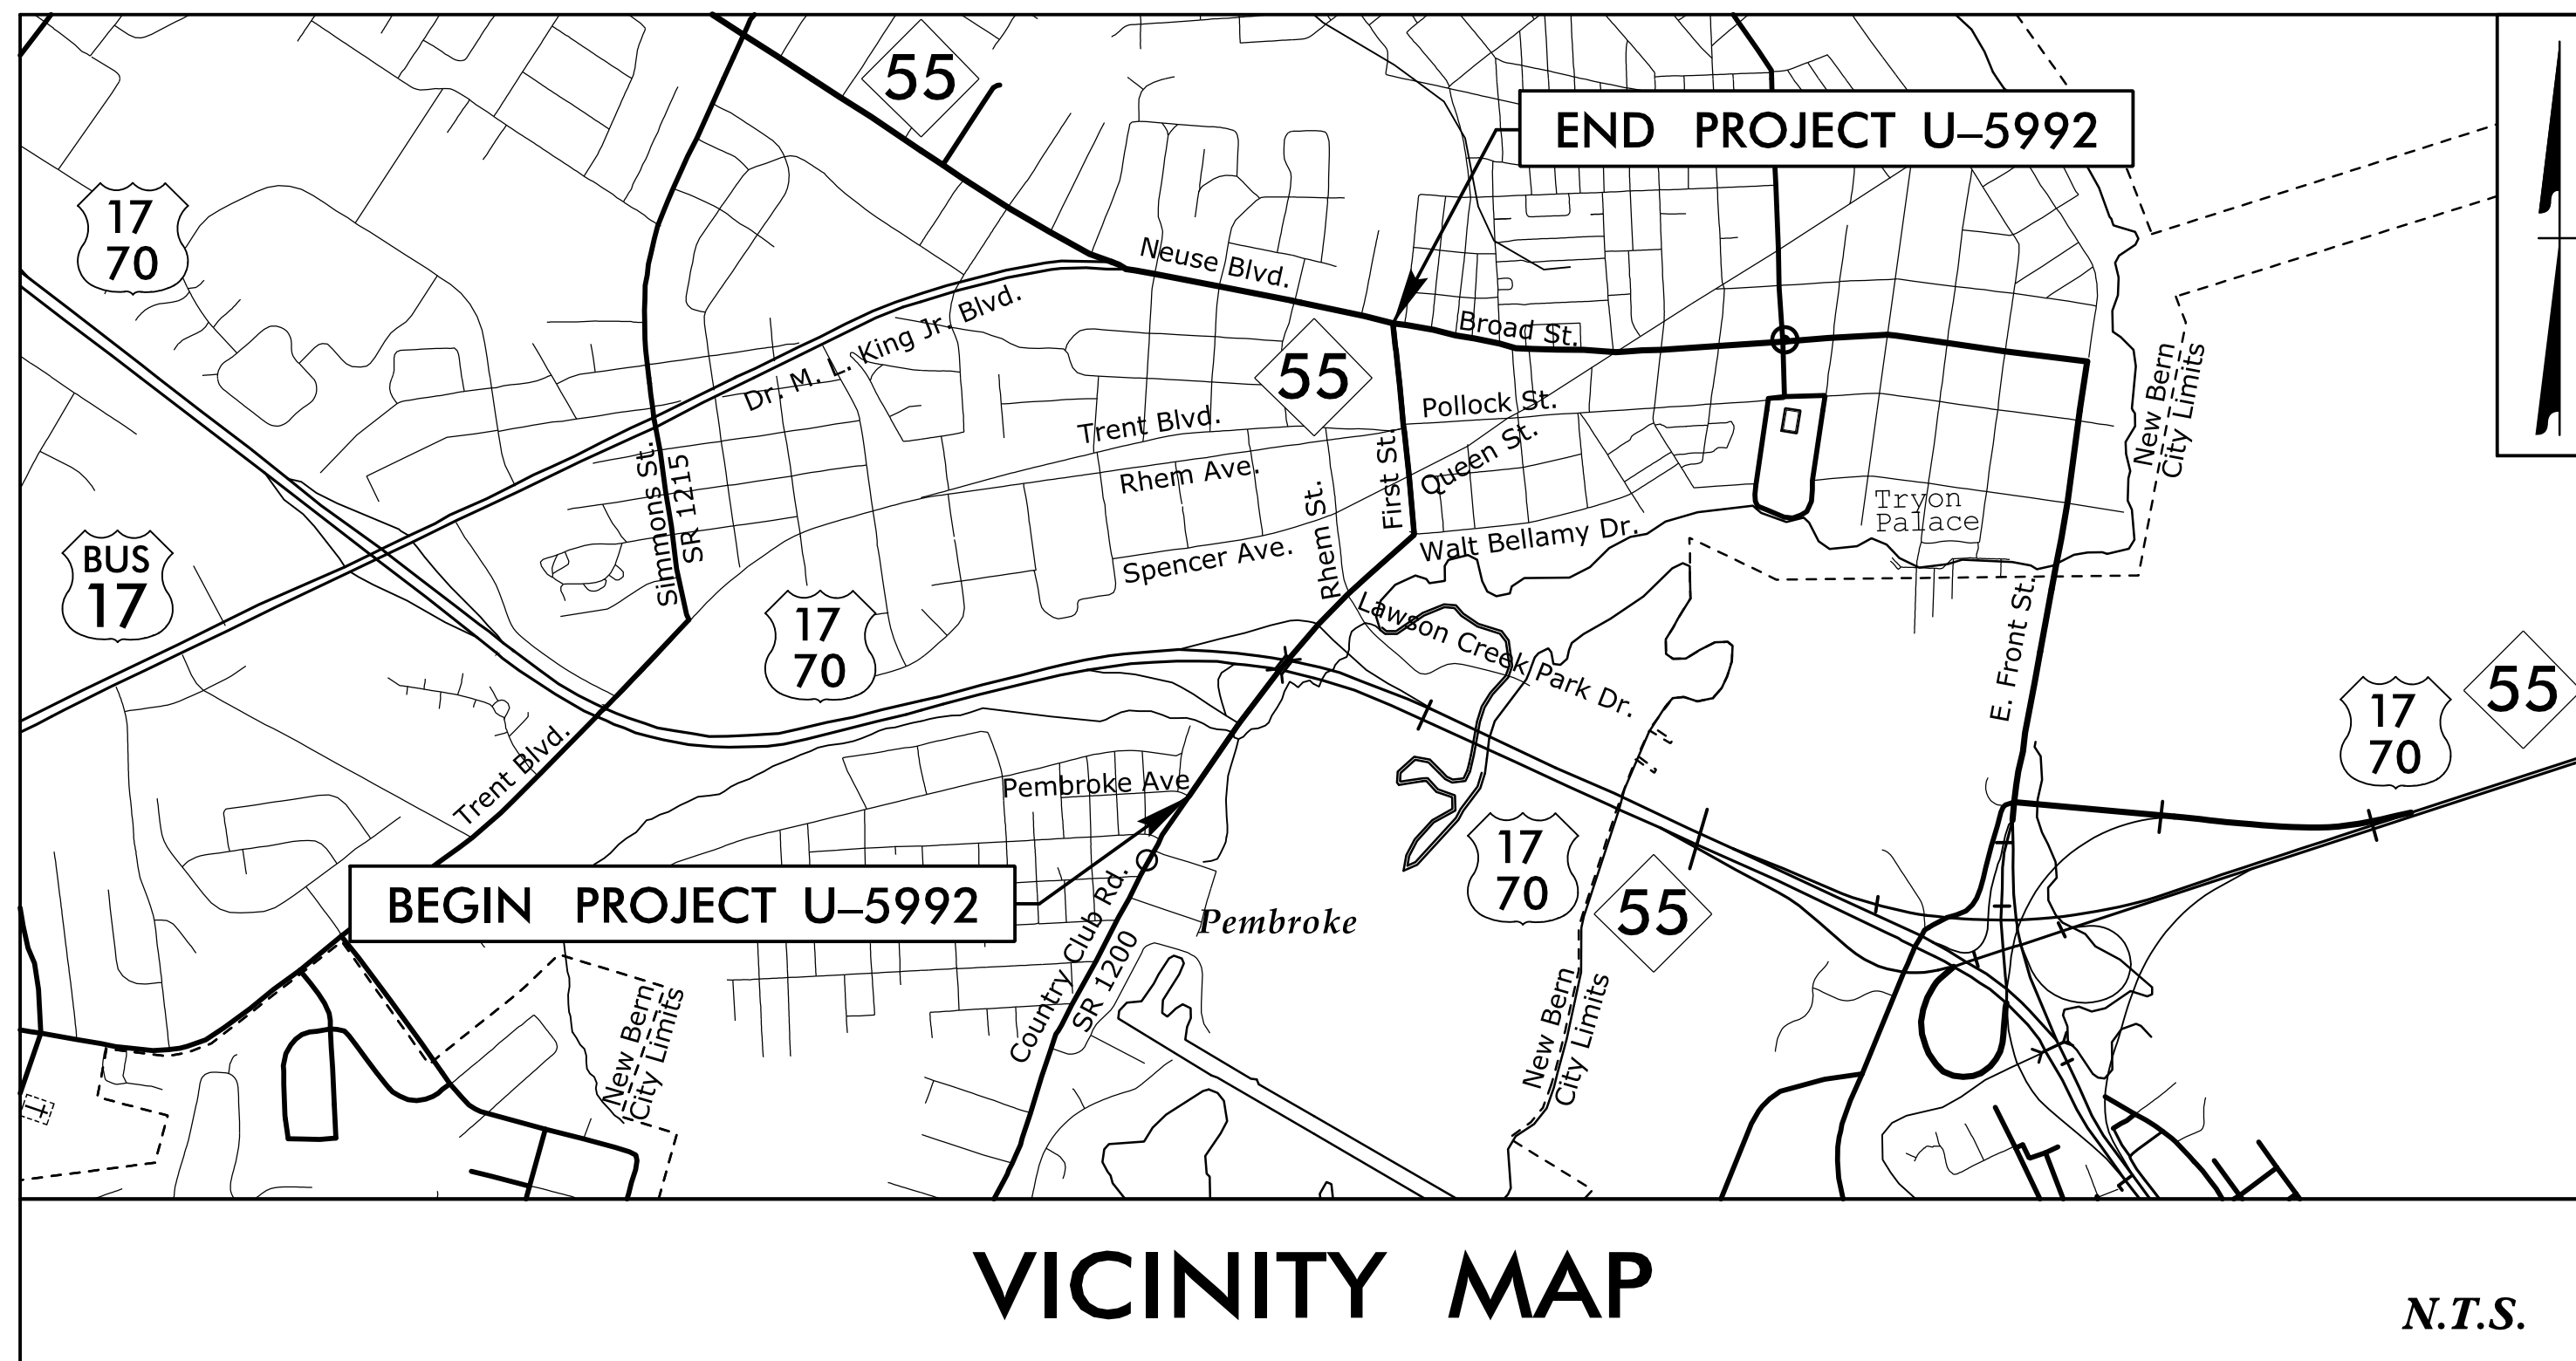 55
END PROJECT U–5992
17
70
Neuse Blvd.
Dr. M. L. King Jr. Blvd.
Broad St.
55
Pollock St.
Trent Blvd.
Queen St.
Rhem Ave.
First St.
Rhem St.
Simmons St.
SR 1215
New Bern
City Limits
Tryon
Palace
Walt Bellamy Dr.
Spencer Ave.
BUS
17
17
70
Lawson Creek Park Dr.
E. Front St.
55
17
70
Trent Blvd.
Pembroke Ave
BEGIN PROJECT U–5992
17
70
55
Pembroke
Country Club Rd.
SR 1200
New Bern
City Limits
New Bern
City Limits
VICINITY MAP
N.T.S.